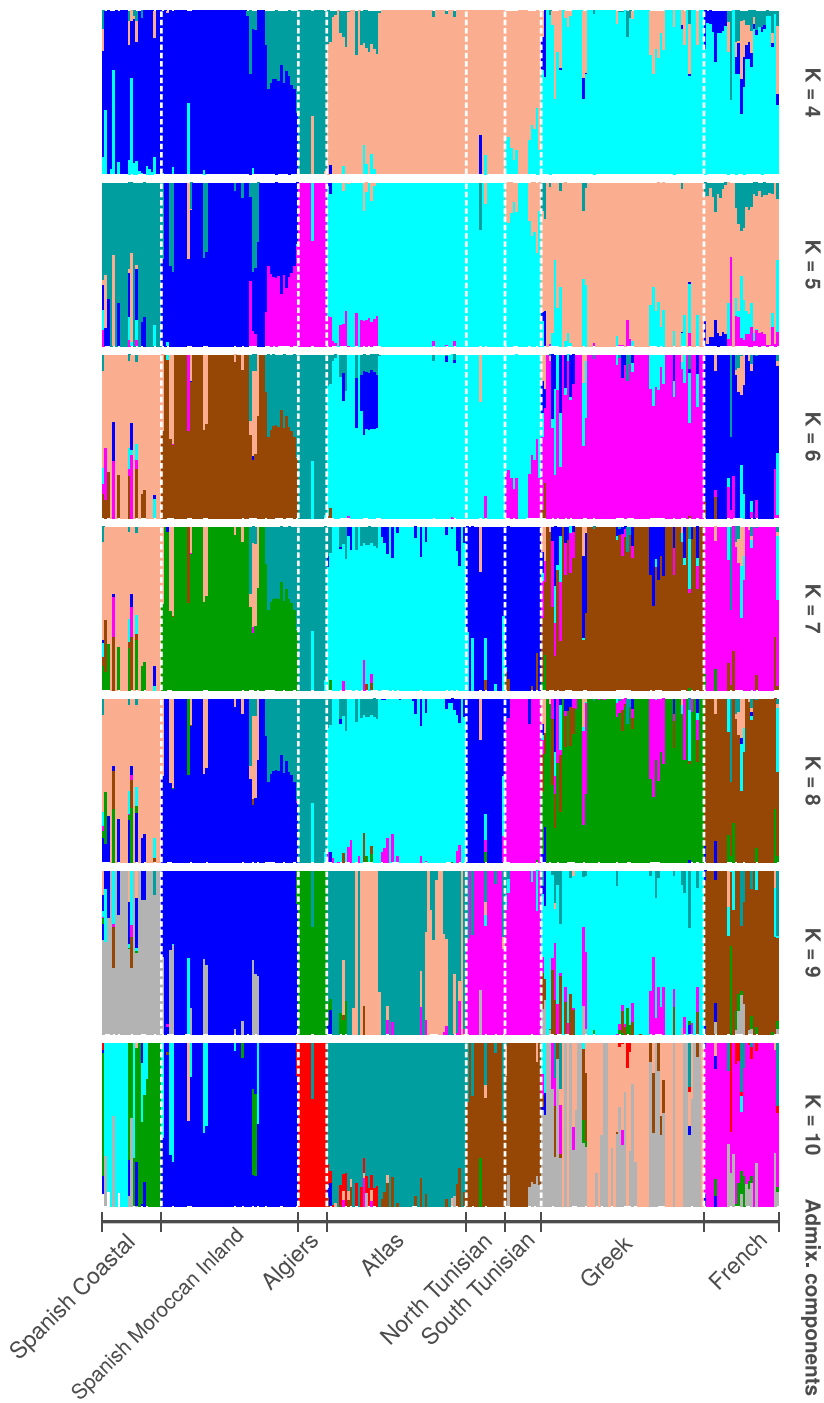 K = 4
K = 5
K = 6
K = 7
K = 8
K = 9
K = 10
Admix. components
Spanish Coastal
Spanish Moroccan Inland
Algiers
Atlas
North Tunisian
South Tunisian
Greek
French